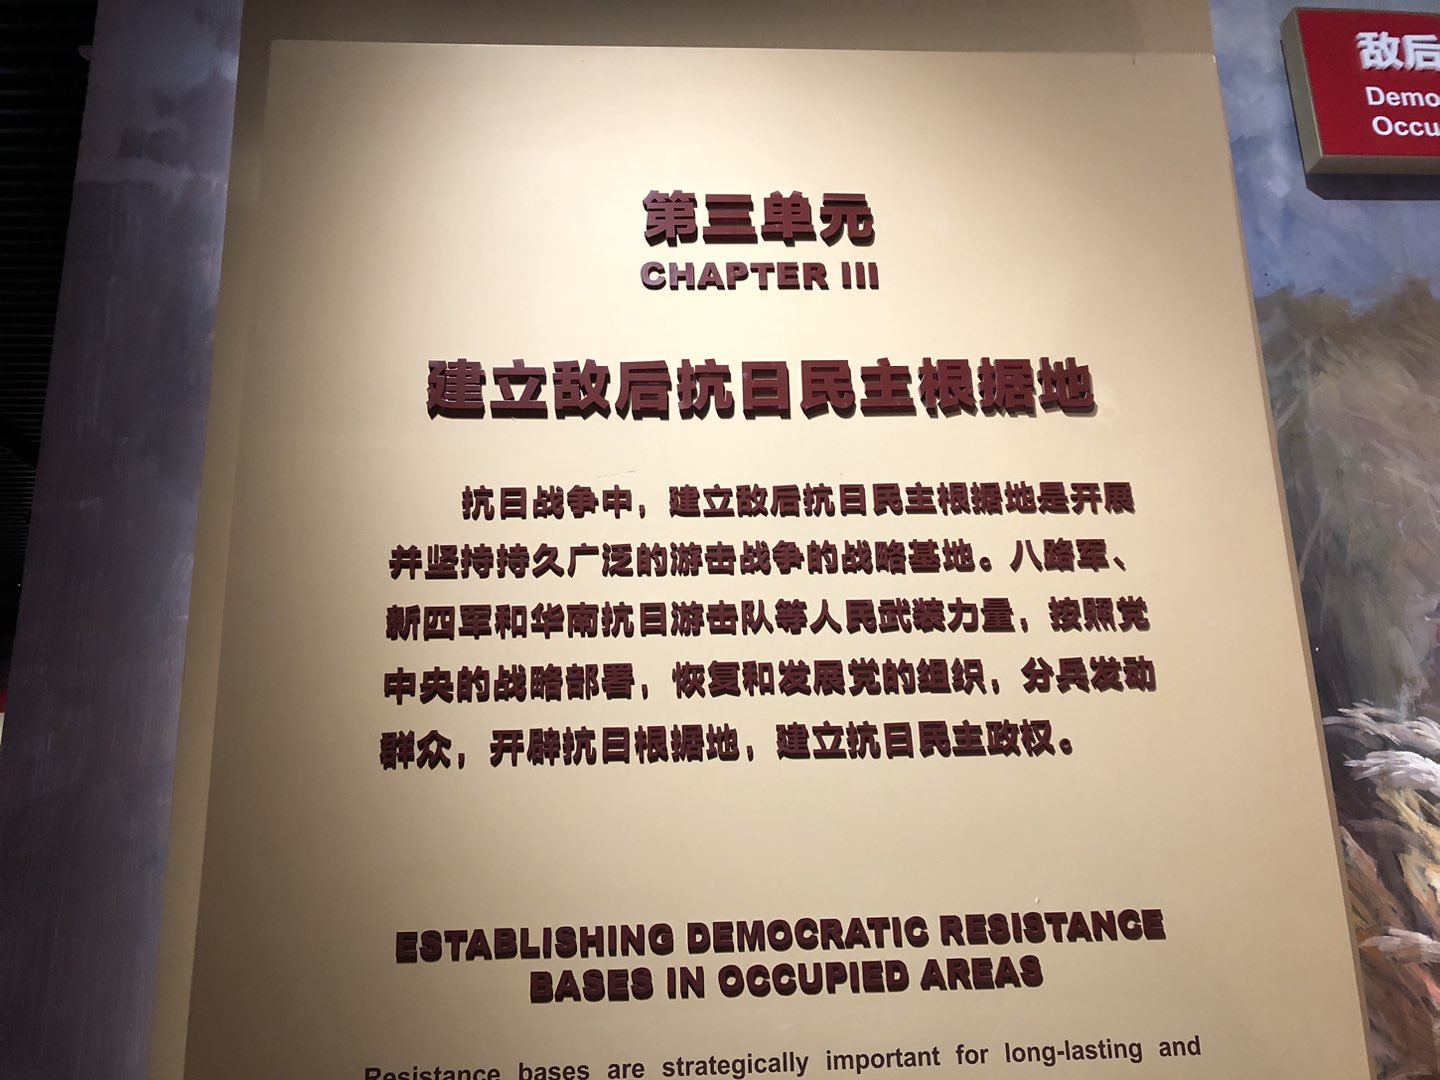 第三单元
CHAPTER III
建立敌后抗日民主根据地
抗日战争中，建立敌后抗日民主根据地是开展
并坚持持久广泛的游击战争的战略基地。八路军、
新四军和华南抗日游击队等人民武装力量，按照党
中央的战略部署，恢复和发展党的组织，分兵发动
群众，开辟抗日根据地，建立抗日民主政权。
ESTABLISHING DEMOCRATIC RESISTANCE
BASES IN OCCUPIED AREAS
Resistance bases are strategically important for long-lasting and
敌后
Demo
Occu